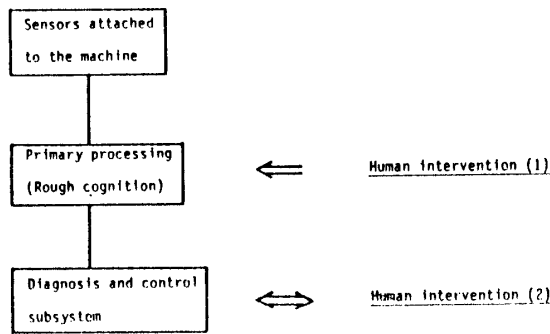 Sensors attached
to the machine
Primary processing
(Rough cognition)
Human intervention (1)
Diagnosis and control
subsystem
Human intervention (2)